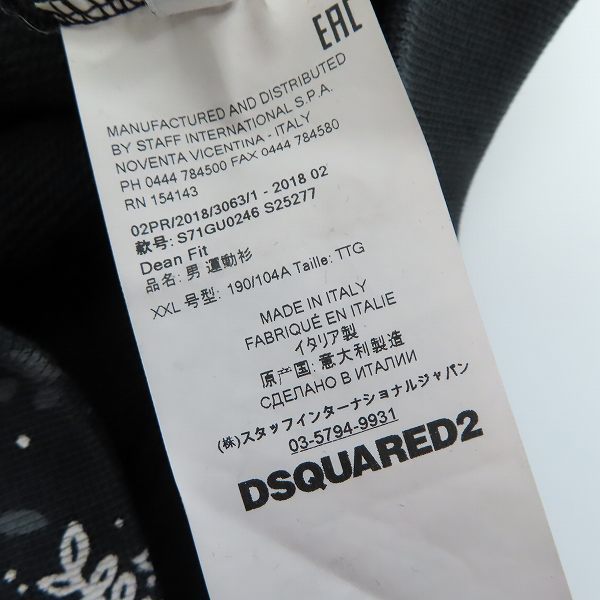 EAC
MANUFACTURED AND DISTRIBUTED
BY STAFF INTERNATIONAL S.P.A.
NOVENTA VICENTINA - ITALY
PH 0444 784500 FAX 0444 784580
RN 154143
02PR/2018/3063/1 - 2018 02
款号: S71GU0246 S25277
Dean Fit
品名: 男 運動衫
XXL 号型: 190/104A Taille: TTG
MADE IN ITALY
FABRIQUÉ EN ITALIE
イタリア製
原产国: 意大利製造
СДЕЛАНО В ИТАЛИИ
(株)スタッフインターナショナルジャパン
03-5794-9931
DSQUARED2